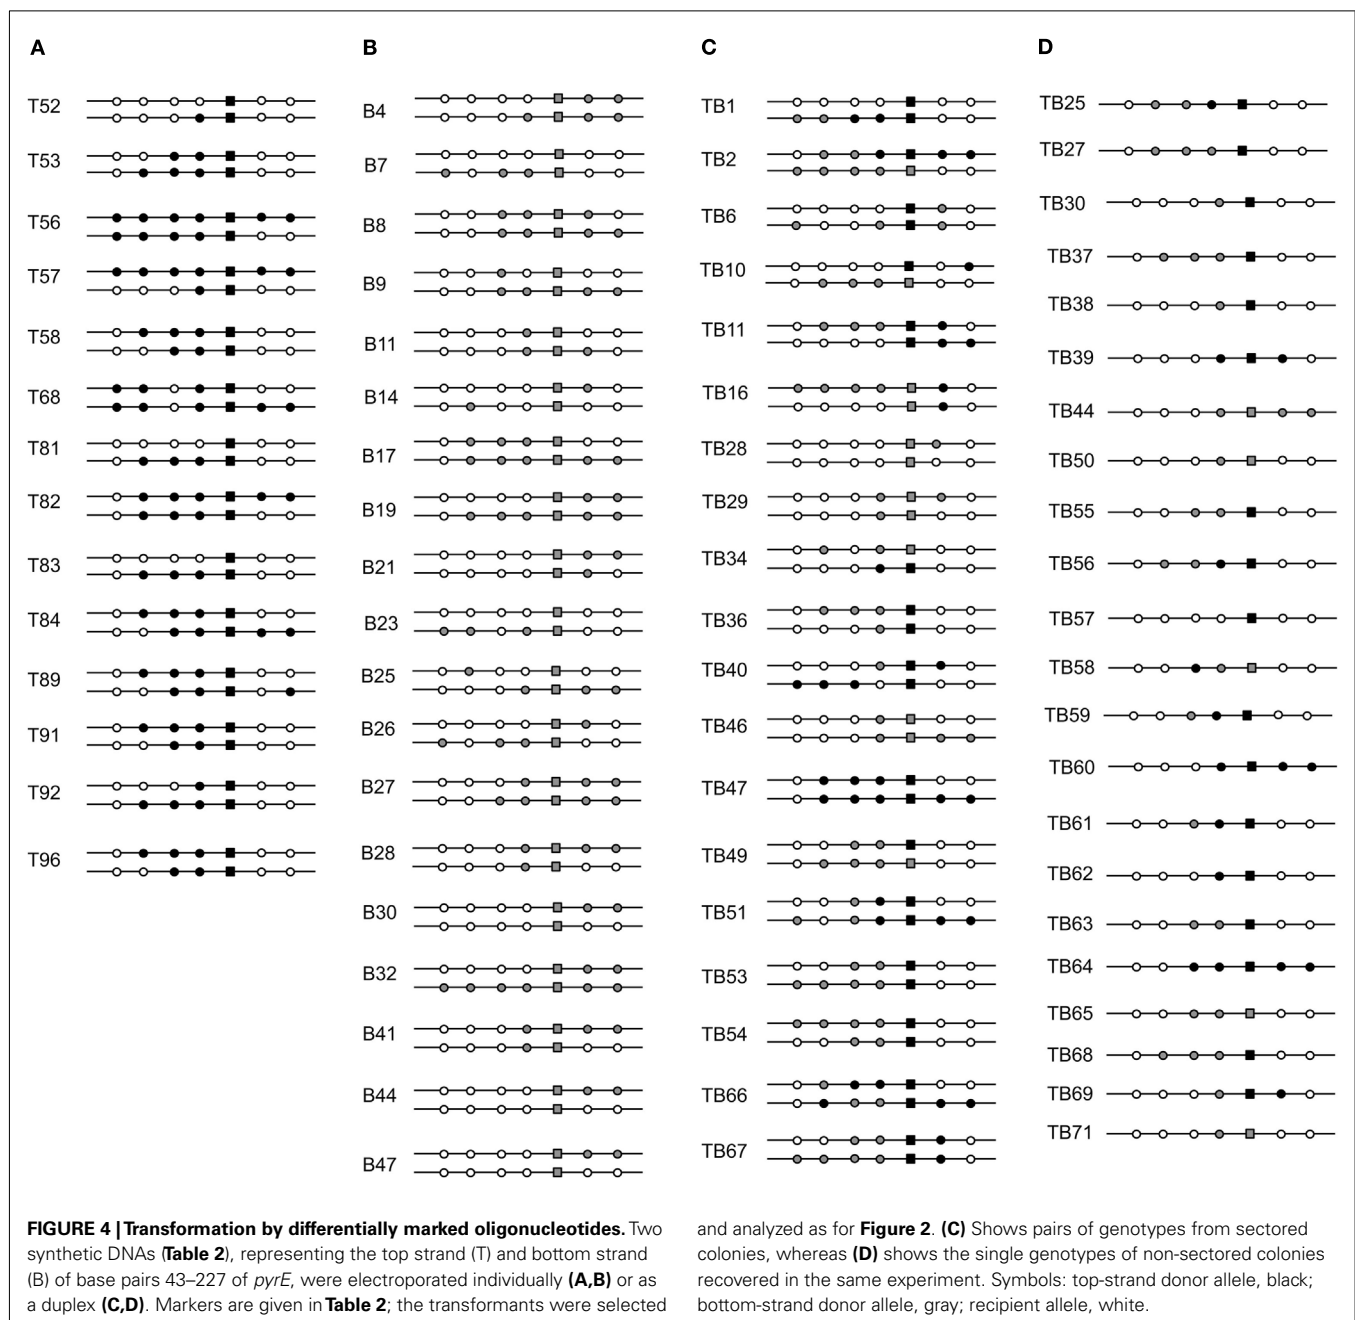 A
T52
T53
T56
T57
T58
T68
T81
T82
T83
T84
T89
T91
T92
T96
B
B4
B7
B8
B9
B11
B14
B17
B19
B21
B23
B25
B26
B27
B28
B30
B32
B41
B44
B47
C
TB1
TB2
TB6
TB10
TB11
TB16
TB28
TB29
TB34
TB36
TB40
TB46
TB47
TB49
TB51
TB53
TB54
TB66
TB67
D
TB25
TB27
TB30
TB37
TB38
TB39
TB44
TB50
TB55
TB56
TB57
TB58
TB59
TB60
TB61
TB62
TB63
TB64
TB65
TB68
TB69
TB71
FIGURE 4 | Transformation by differentially marked oligonucleotides. Two
synthetic DNAs (Table 2), representing the top strand (T) and bottom strand
(B) of base pairs 43–227 of pyrE, were electroporated individually (A,B) or as
a duplex (C,D). Markers are given in Table 2; the transformants were selected
and analyzed as for Figure 2. (C) Shows pairs of genotypes from sectored
colonies, whereas (D) shows the single genotypes of non-sectored colonies
recovered in the same experiment. Symbols: top-strand donor allele, black;
bottom-strand donor allele, gray; recipient allele, white.